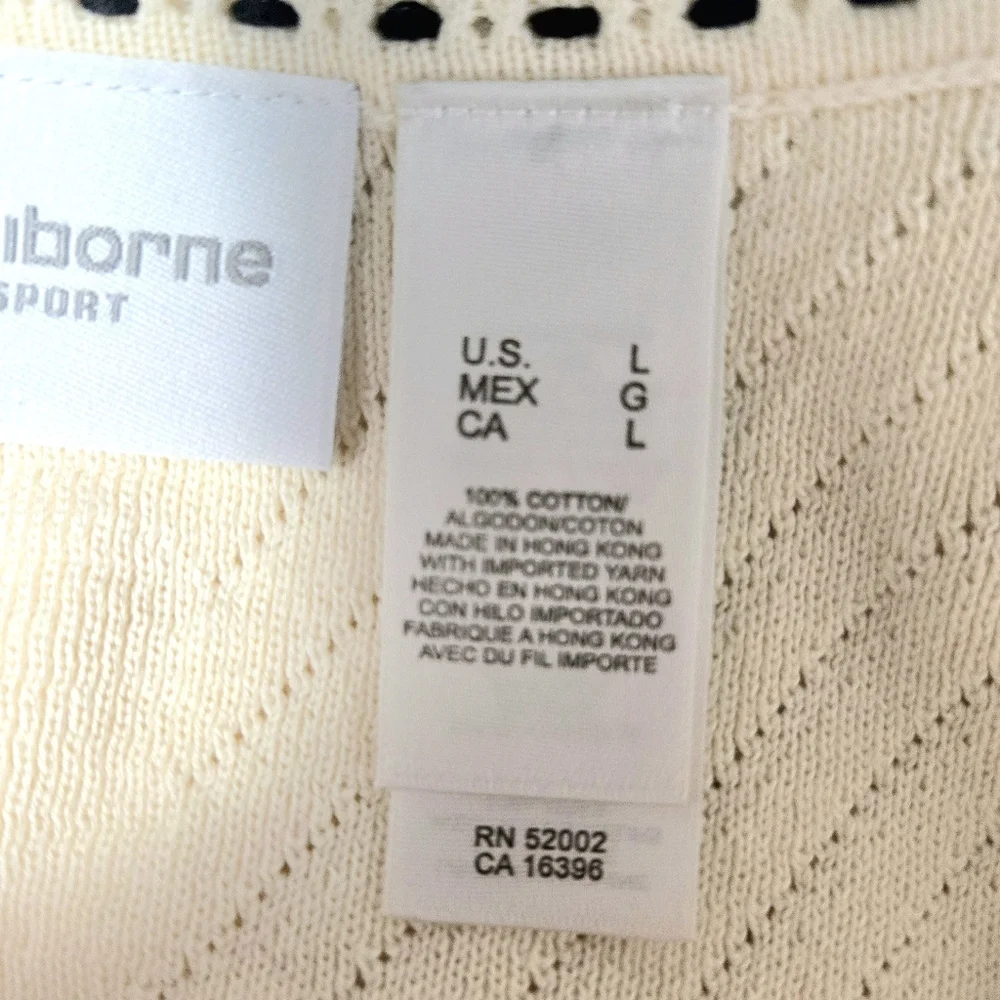 iborne
SPORT
U.S. L
MEX G
CA L
100% COTTON/
ALGODON/COTON
MADE IN HONG KONG
WITH IMPORTED YARN
HECHO EN HONG KONG
CON HILO IMPORTADO
FABRIQUE A HONG KONG
AVEC DU FIL IMPORTE
RN 52002
CA 16396